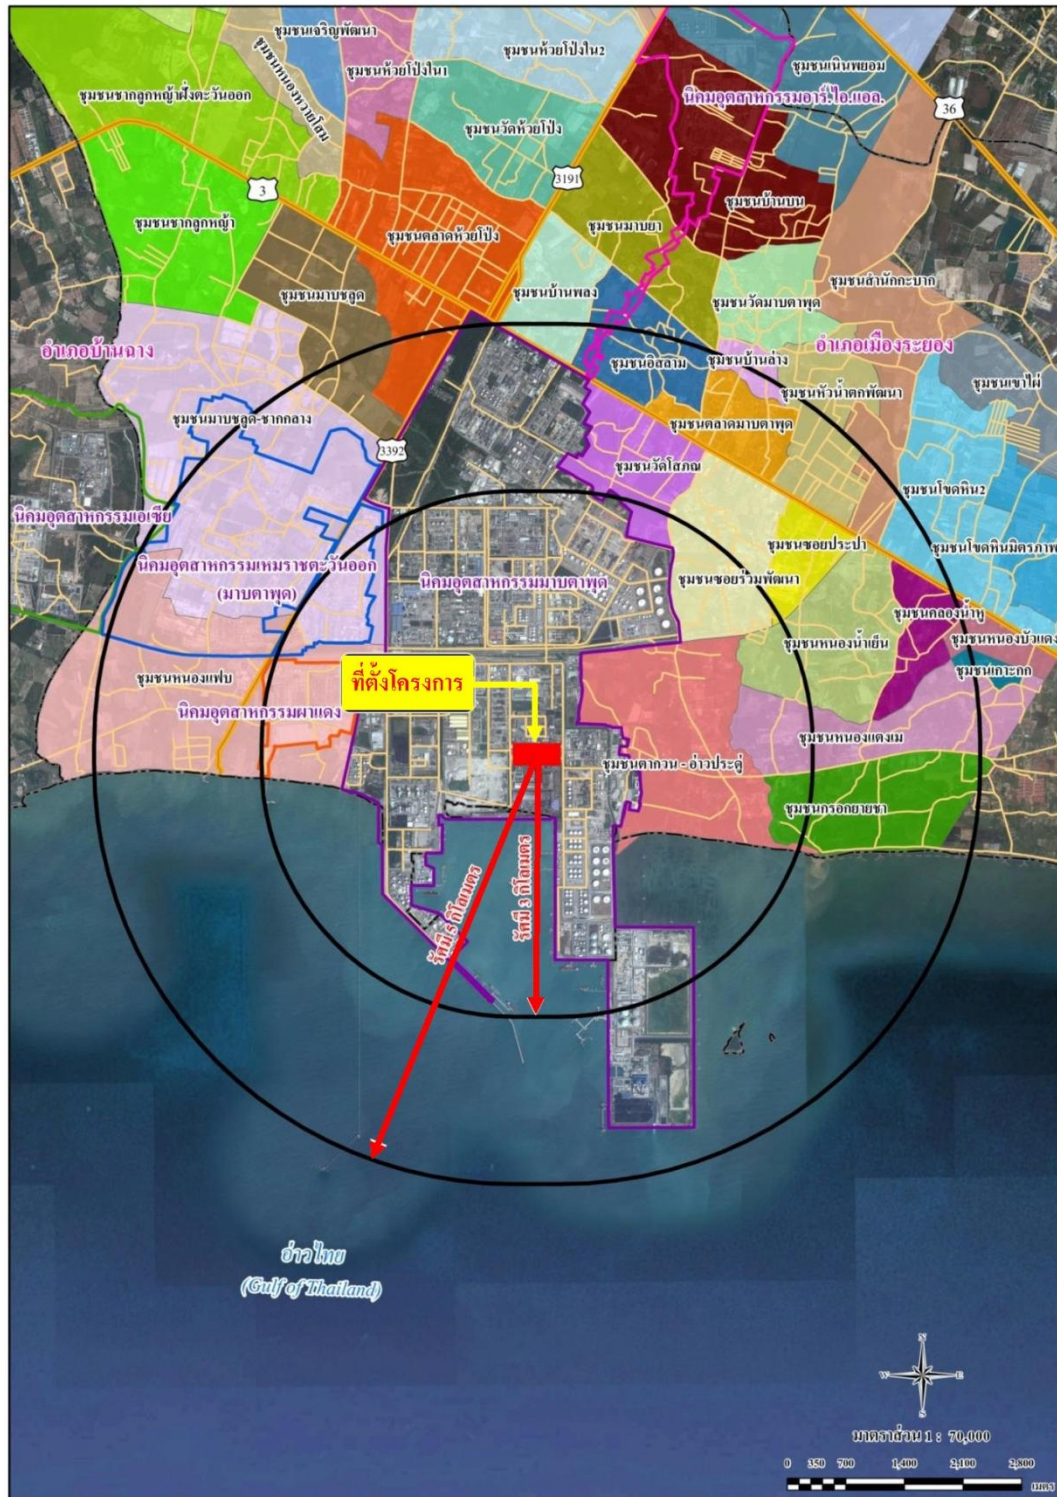 ชุมชนเจริญพัฒนา
ชุมชนห้วยโป่งใน2
ชุมชนเนินพยอม
ชุมชนหนองหวายโสม
ชุมชนห้วยโป่งใน1
ชุมชนชากลูกหญ้าฝั่งตะวันออก
นิคมอุตสาหกรรมอาร์.ไอ.แอล.
36
ชุมชนวัดห้วยโป่ง
3191
3
ชุมชนบ้านบน
ชุมชนชากลูกหญ้า
ชุมชนตลาดห้วยโป่ง
ชุมชนมาบยา
ชุมชนสำนักกะบาก
ชุมชนบ้านพลง
ชุมชนมาบชลูด
ชุมชนวัดมาบตาพุด
อำเภอบ้านฉาง
อำเภอเมืองระยอง
ชุมชนอิสลาม
ชุมชนบ้านล่าง
ชุมชนเขาไผ่
ชุมชนหัวน้ำตกพัฒนา
ชุมชนมาบชลูด-ชากกลาง
ชุมชนตลาดมาบตาพุด
3392
ชุมชนวัดโสภณ
ชุมชนโขดหิน2
นิคมอุตสาหกรรมเอเชีย
ชุมชนซอยประปา
ชุมชนโขดหินมิตรภาพ
นิคมอุตสาหกรรมเหมราชตะวันออก
(มาบตาพุด)
นิคมอุตสาหกรรมมาบตาพุด
ชุมชนซอยร่วมพัฒนา
ชุมชนคลองน้ำหู
ชุมชนหนองบัวแดง
ชุมชนหนองน้ำเย็น
ชุมชนเกาะกก
ชุมชนหนองแฟบ
ที่ตั้งโครงการ
นิคมอุตสาหกรรมผาแดง
ชุมชนหนองแตงเม
ชุมชนตากวน - อ่าวประดู่
ชุมชนกรอกยายชา
รัศมี 5 กิโลเมตร
รัศมี 3 กิโลเมตร
อ่าวไทย
(Gulf of Thailand)
N
W
E
S
มาตราส่วน 1 : 70,000
0 350 700 1,400 2,100 2,800
เมตร